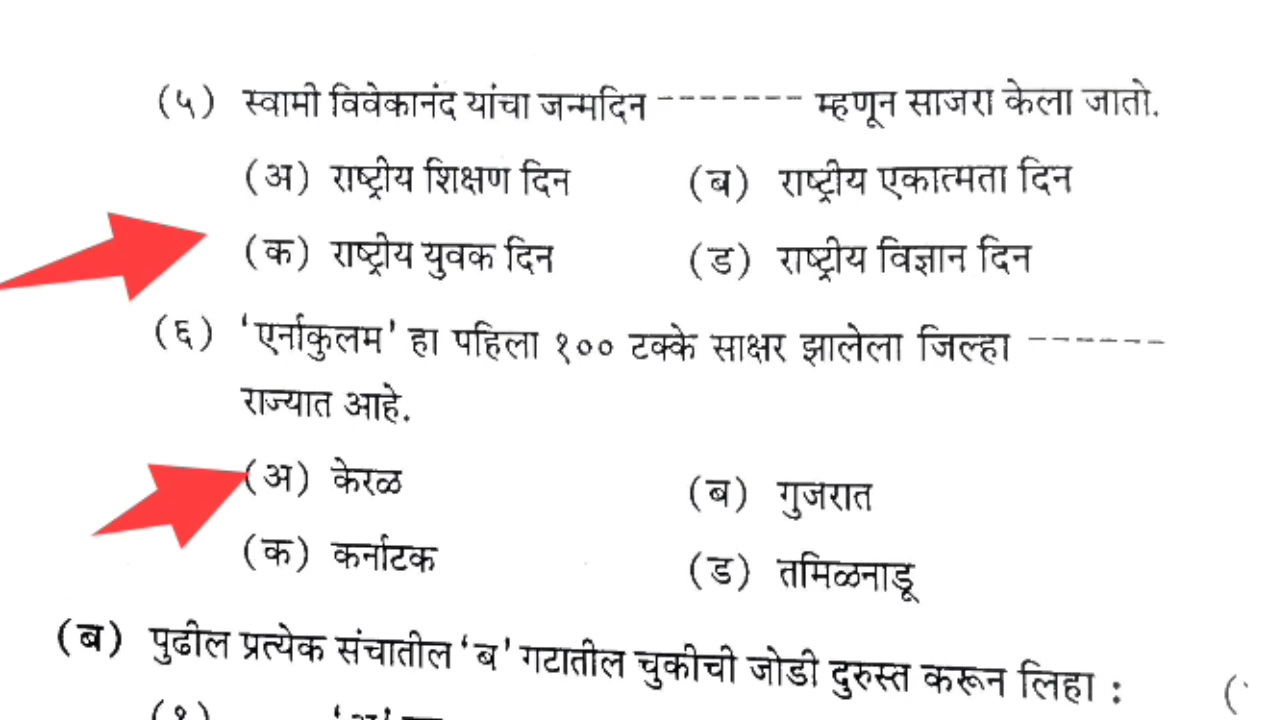 (५) स्वामी विवेकानंद यांचा जन्मदिन ------- म्हणून साजरा केला जातो.
(अ) राष्ट्रीय शिक्षण दिन (ब) राष्ट्रीय एकात्मता दिन
(क) राष्ट्रीय युवक दिन (ड) राष्ट्रीय विज्ञान दिन
(६) ‘एर्नाकुलम’ हा पहिला १०० टक्के साक्षर झालेला जिल्हा ------
राज्यात आहे.
(अ) केरळ (ब) गुजरात
(क) कर्नाटक (ड) तमिळनाडू
(ब) पुढील प्रत्येक संचातील ‘ब’ गटातील चुकीची जोडी दुरुस्त करून लिहा :
(१)